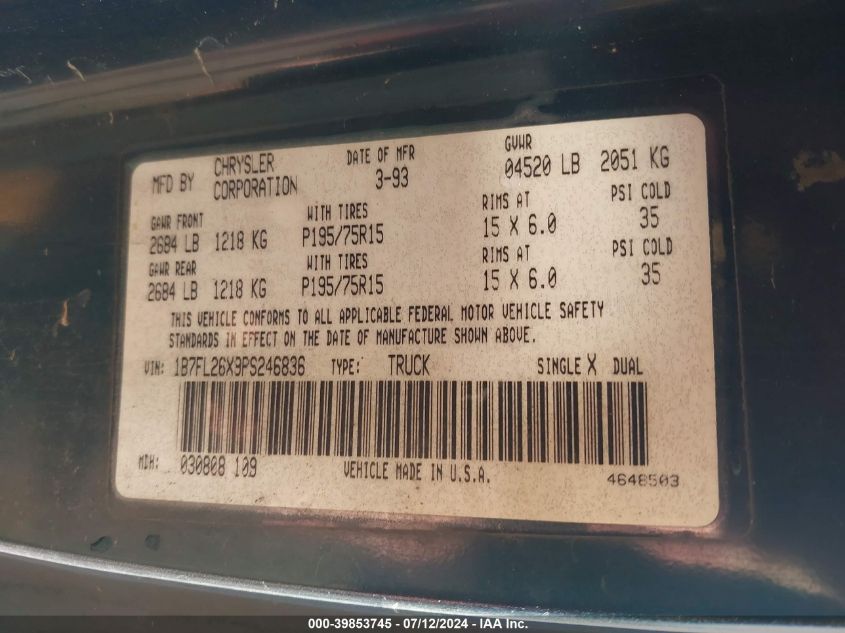 MFD BY CHRYSLER CORPORATION DATE OF MFR 3-93 GVWR 04520 LB 2051 KG
GAWR FRONT WITH TIRES RIMS AT PSI COLD
2684 LB 1218 KG P195/75R15 15 X 6.0 35
GAWR REAR WITH TIRES RIMS AT PSI COLD
2684 LB 1218 KG P195/75R15 15 X 6.0 35
THIS VEHICLE CONFORMS TO ALL APPLICABLE FEDERAL MOTOR VEHICLE SAFETY
STANDARDS IN EFFECT ON THE DATE OF MANUFACTURE SHOWN ABOVE.
VIN: 1B7FL26X9PS246836 TYPE: TRUCK SINGLE X DUAL
MDH: 030808 109 VEHICLE MADE IN U.S.A. 4648503
000-39853745 - 07/12/2024 - IAA Inc.